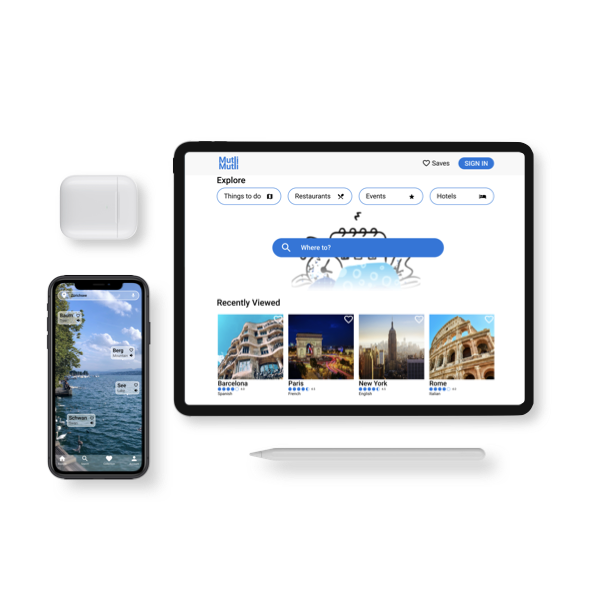 Mutli
Mutli
Saves
SIGN IN
Explore
Things to do
Restaurants
Events
Hotels
Where to?
Recently Viewed
Barcelona
Spanish
Paris
French
New York
English
Rome
Italian
Baum
Berg
See
Schwan